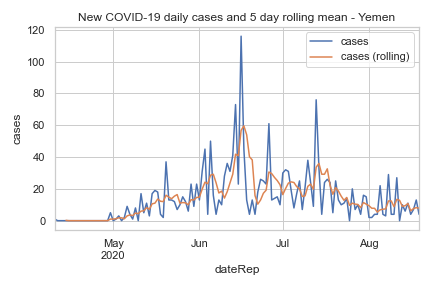 New COVID-19 daily cases and 5 day rolling mean - Yemen
cases
cases (rolling)
120
100
80
60
40
20
0
cases
May
2020
Jun
Jul
Aug
dateRep